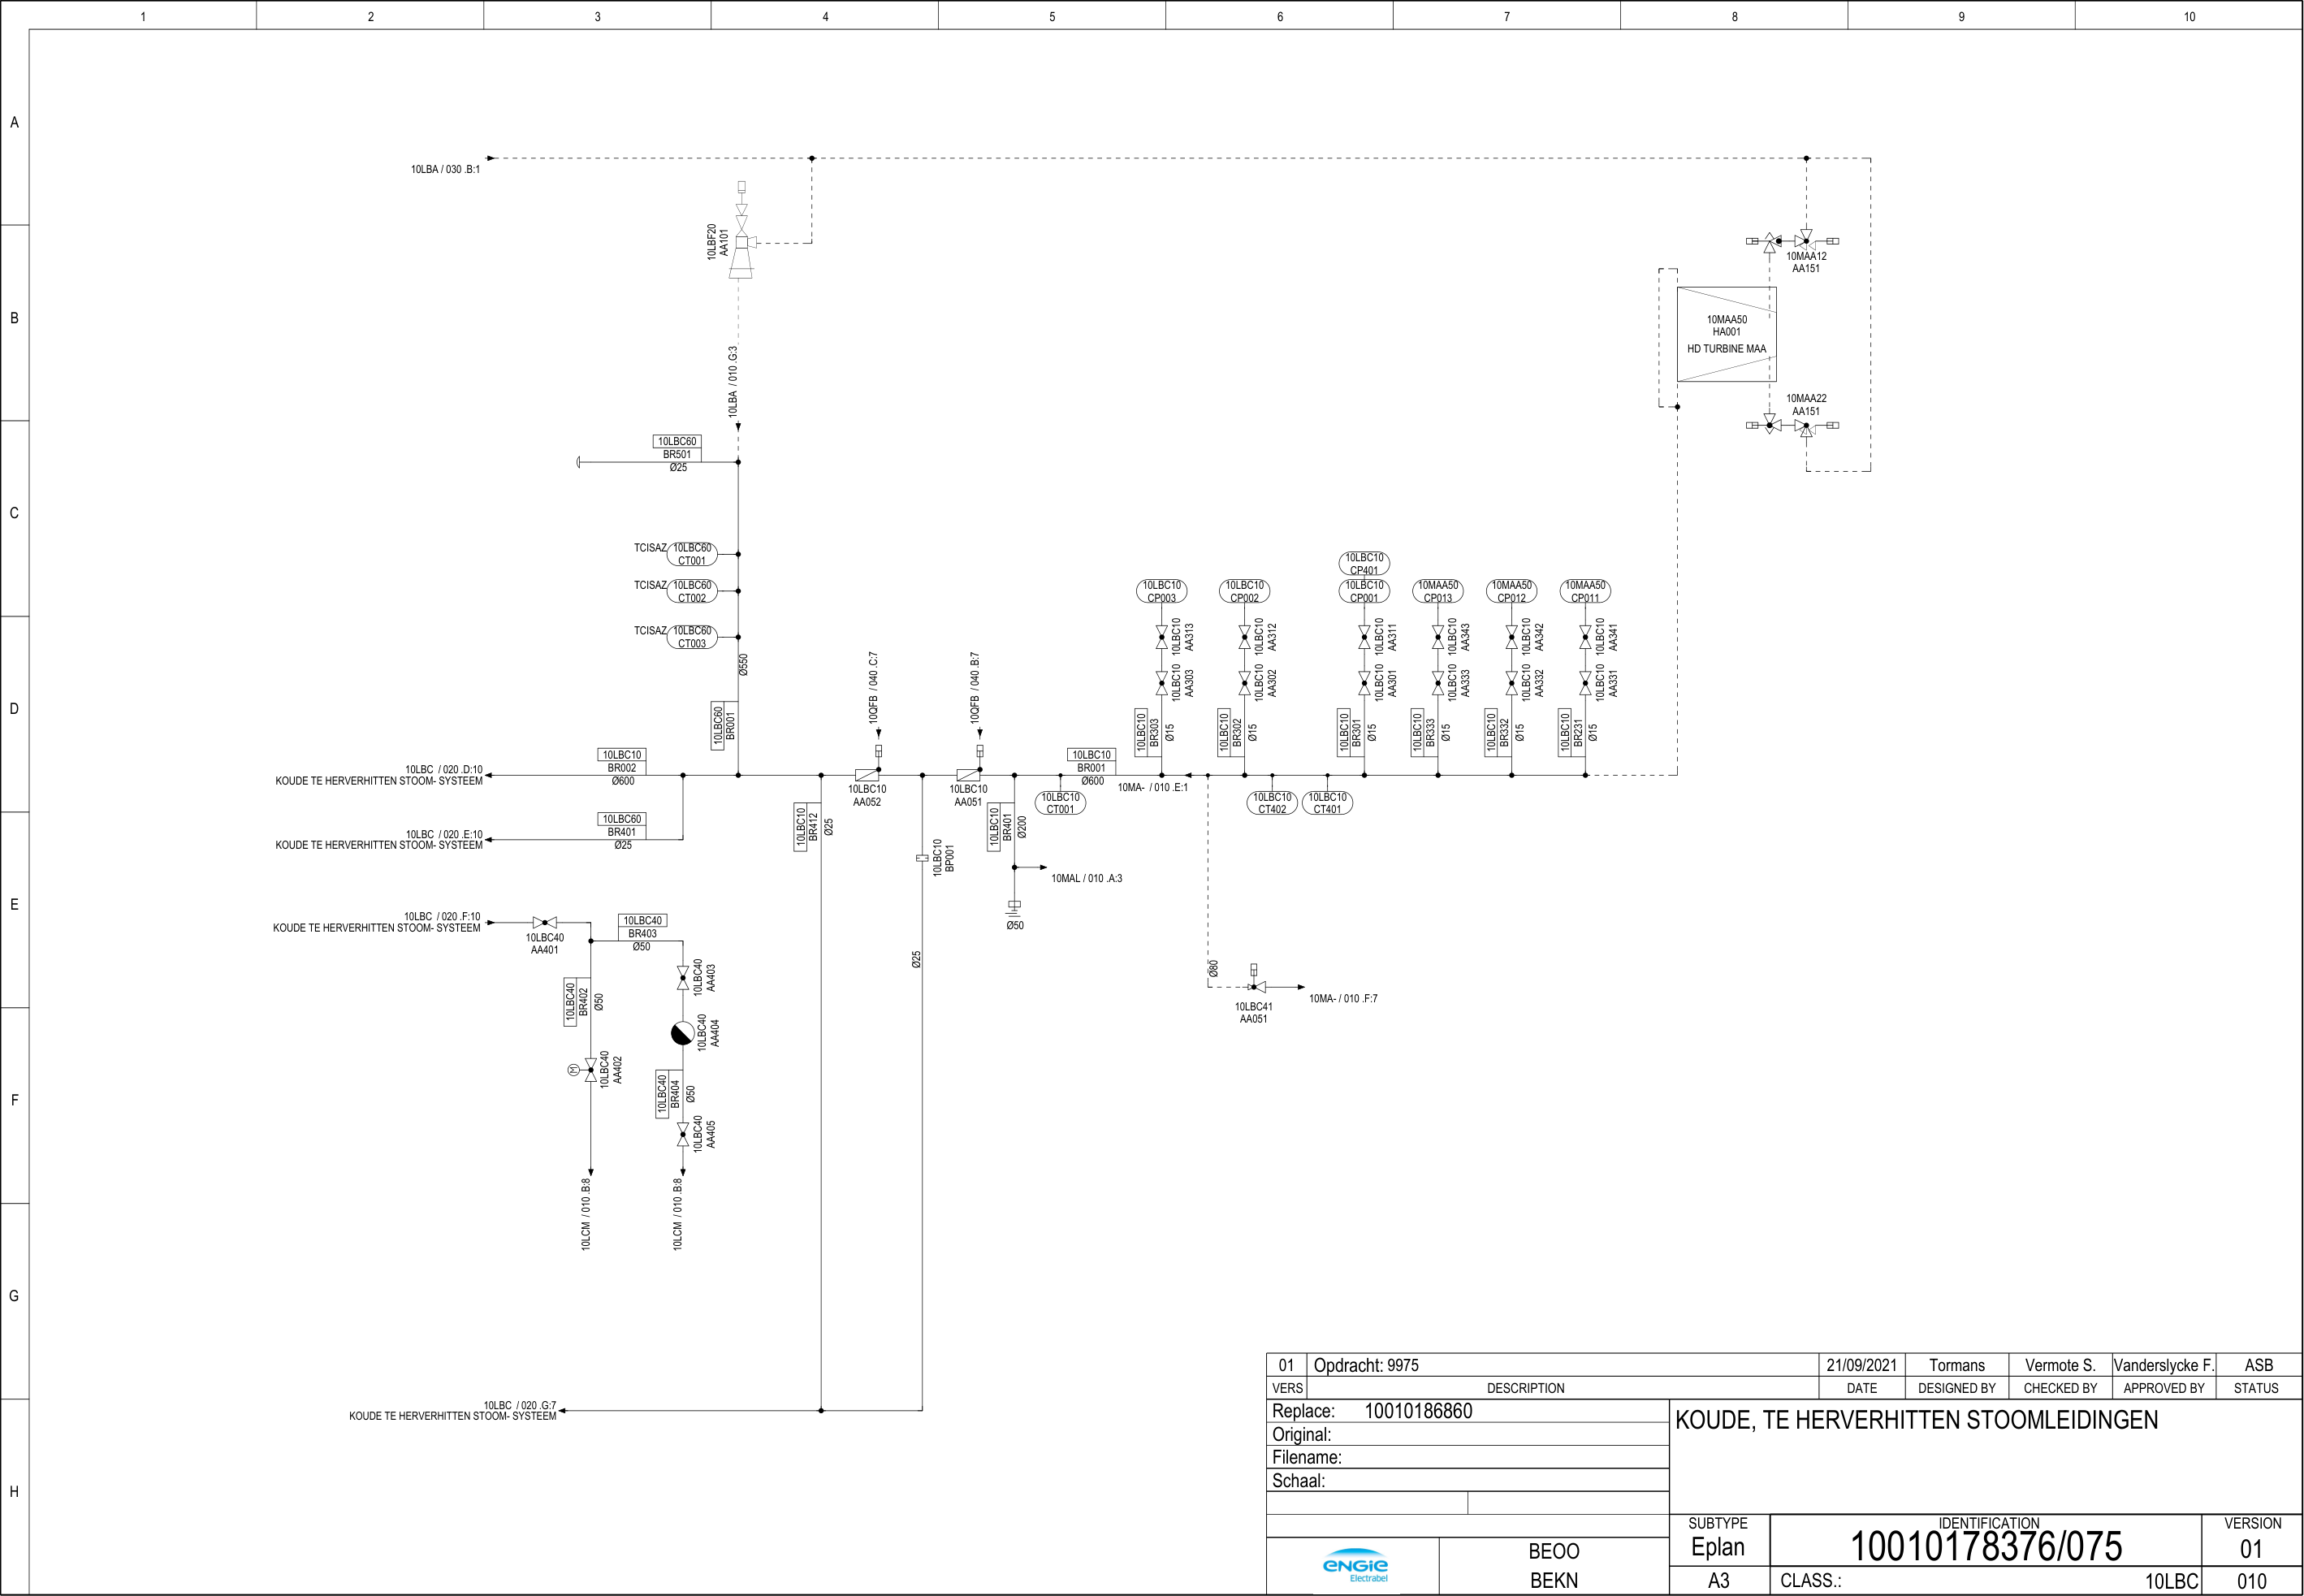 1 2 3 4 5 6 7 8 9 10
A
B
C
D
E
F
G
H
10LBA / 030 .B:1
10LBF20
AA101
10LBA / 010 .G:3
10MAA12
AA151
10MAA50
HA001
HD TURBINE MAA
10MAA22
AA151
10LBC60
BR501
Ø25
TCISAZ 10LBC60
CT001
TCISAZ 10LBC60
CT002
TCISAZ 10LBC60
CT003
Ø550
10LBC60
BR001
10LBC10
CP003
10LBC10
CP002
10LBC10
CP401
10LBC10
CP001
10MAA50
CP013
10MAA50
CP012
10MAA50
CP011
10LBC10
AA313
10LBC10
AA312
10LBC10
AA311
10LBC10
AA343
10LBC10
AA342
10LBC10
AA341
10LBC10
AA303
10LBC10
AA302
10LBC10
AA301
10LBC10
AA333
10LBC10
AA332
10LBC10
AA331
10LBC10
BR303
Ø15
10LBC10
BR302
Ø15
10LBC10
BR301
Ø15
10LBC10
BR333
Ø15
10LBC10
BR332
Ø15
10LBC10
BR231
Ø15
10QFB / 040 .C:7
10QFB / 040 .B:7
10LBC / 020 .D:10
KOUDE TE HERVERHITTEN STOOM- SYSTEEM
10LBC10
BR002
Ø600
10LBC10
AA052
10LBC10
AA051
10LBC10
BR001
Ø600
10LBC10
CT001
10MA- / 010 .E:1
10LBC10
CT402
10LBC10
CT401
10LBC / 020 .E:10
KOUDE TE HERVERHITTEN STOOM- SYSTEEM
10LBC60
BR401
Ø25
10LBC10
BR412
Ø25
10LBC10
BP001
10LBC10
BR401
Ø200
10MAL / 010 .A:3
Ø50
10LBC / 020 .F:10
KOUDE TE HERVERHITTEN STOOM- SYSTEEM
10LBC40
AA401
10LBC40
BR403
Ø50
10LBC40
BR402
Ø50
10LBC40
AA403
10LBC40
AA404
10LBC40
AA402
M
10LBC40
BR404
Ø50
10LBC40
AA405
Ø25
Ø80
10LBC41
AA051
10MA- / 010 .F:7
10LCM / 010 .B:8
10LCM / 010 .B:8
10LBC / 020 .G:7
KOUDE TE HERVERHITTEN STOOM- SYSTEEM
01 Opdracht: 9975 21/09/2021 Tormans Vermote S. Vanderslycke F. ASB
VERS DESCRIPTION DATE DESIGNED BY CHECKED BY APPROVED BY STATUS
Replace: 10010186860
Original:
Filename:
Schaal:
KOUDE, TE HERVERHITTEN STOOMLEIDINGEN
ENGIE
Electrabel
BEOO
BEKN
SUBTYPE IDENTIFICATION VERSION
Eplan 10010178376/075 01
A3 CLASS.: 10LBC 010